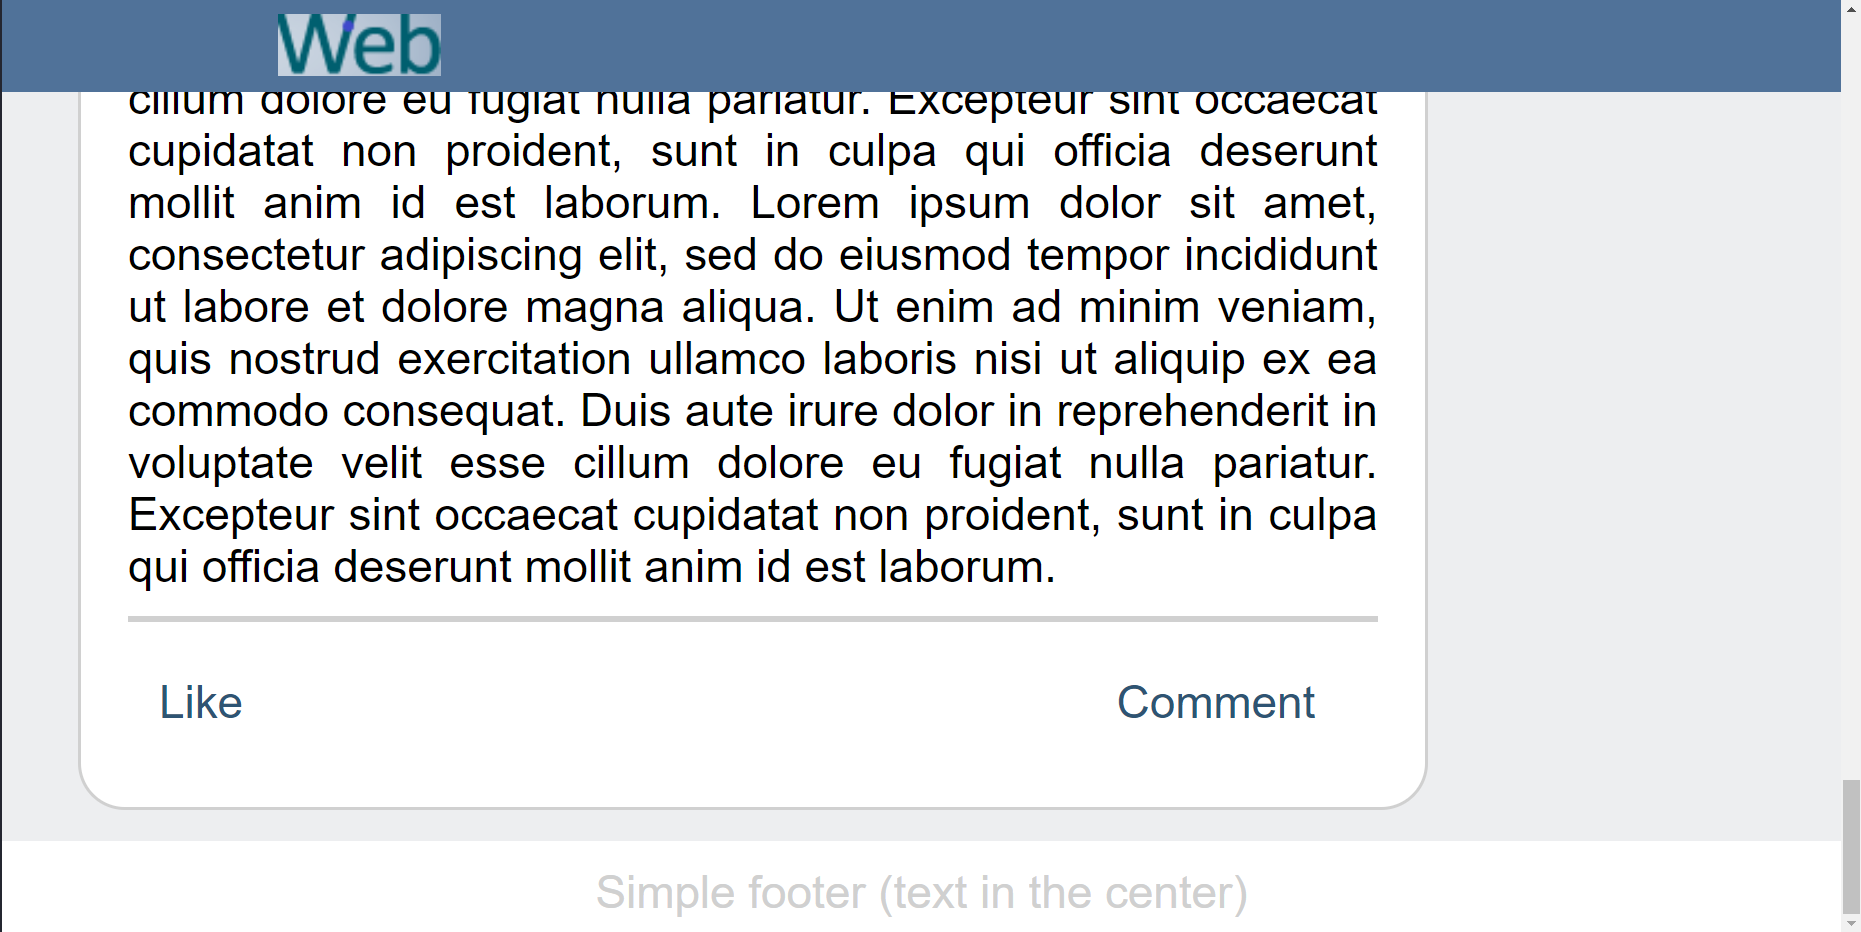 Web
cillum dolore eu fugiat nulla pariatur. Excepteur sint occaecat
cupidatat non proident, sunt in culpa qui officia deserunt
mollit anim id est laborum. Lorem ipsum dolor sit amet,
consectetur adipiscing elit, sed do eiusmod tempor incididunt
ut labore et dolore magna aliqua. Ut enim ad minim veniam,
quis nostrud exercitation ullamco laboris nisi ut aliquip ex ea
commodo consequat. Duis aute irure dolor in reprehenderit in
voluptate velit esse cillum dolore eu fugiat nulla pariatur.
Excepteur sint occaecat cupidatat non proident, sunt in culpa
qui officia deserunt mollit anim id est laborum.
Like
Comment
Simple footer (text in the center)